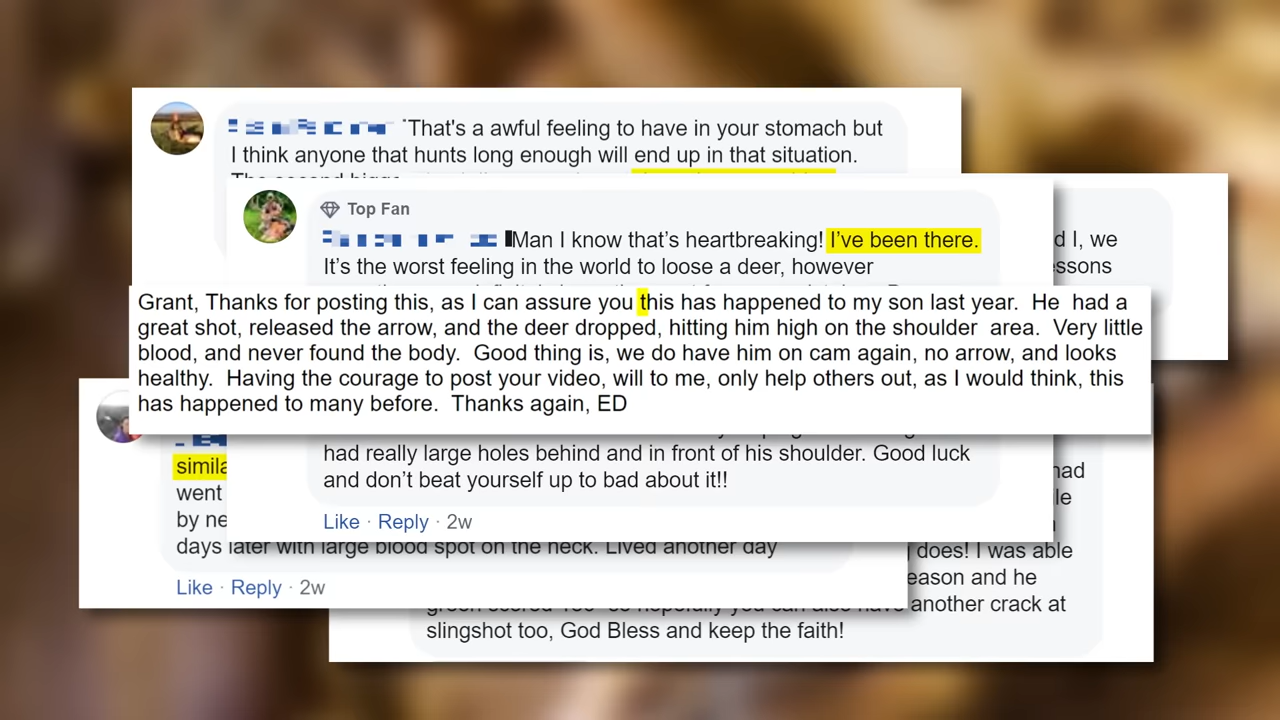 'That's a awful feeling to have in your stomach but
I think anyone that hunts long enough will end up in that situation.
Top Fan
Man I know that's heartbreaking! I've been there.
It's the worst feeling in the world to loose a deer, however
d I, we
essons
Grant, Thanks for posting this, as I can assure you this has happened to my son last year. He had a
great shot, released the arrow, and the deer dropped, hitting him high on the shoulder area. Very little
blood, and never found the body. Good thing is, we do have him on cam again, no arrow, and looks
healthy. Having the courage to post your video, will to me, only help others out, as I would think, this
has happened to many before. Thanks again, ED
had really large holes behind and in front of his shoulder. Good luck
and don't beat yourself up to bad about it!!
Like · Reply · 2w
simila
went
by ne
days later with large blood spot on the neck. Lived another day
Like · Reply · 2w
had
le
does! I was able
eason and he
another crack at
slingshot too, God Bless and keep the faith!